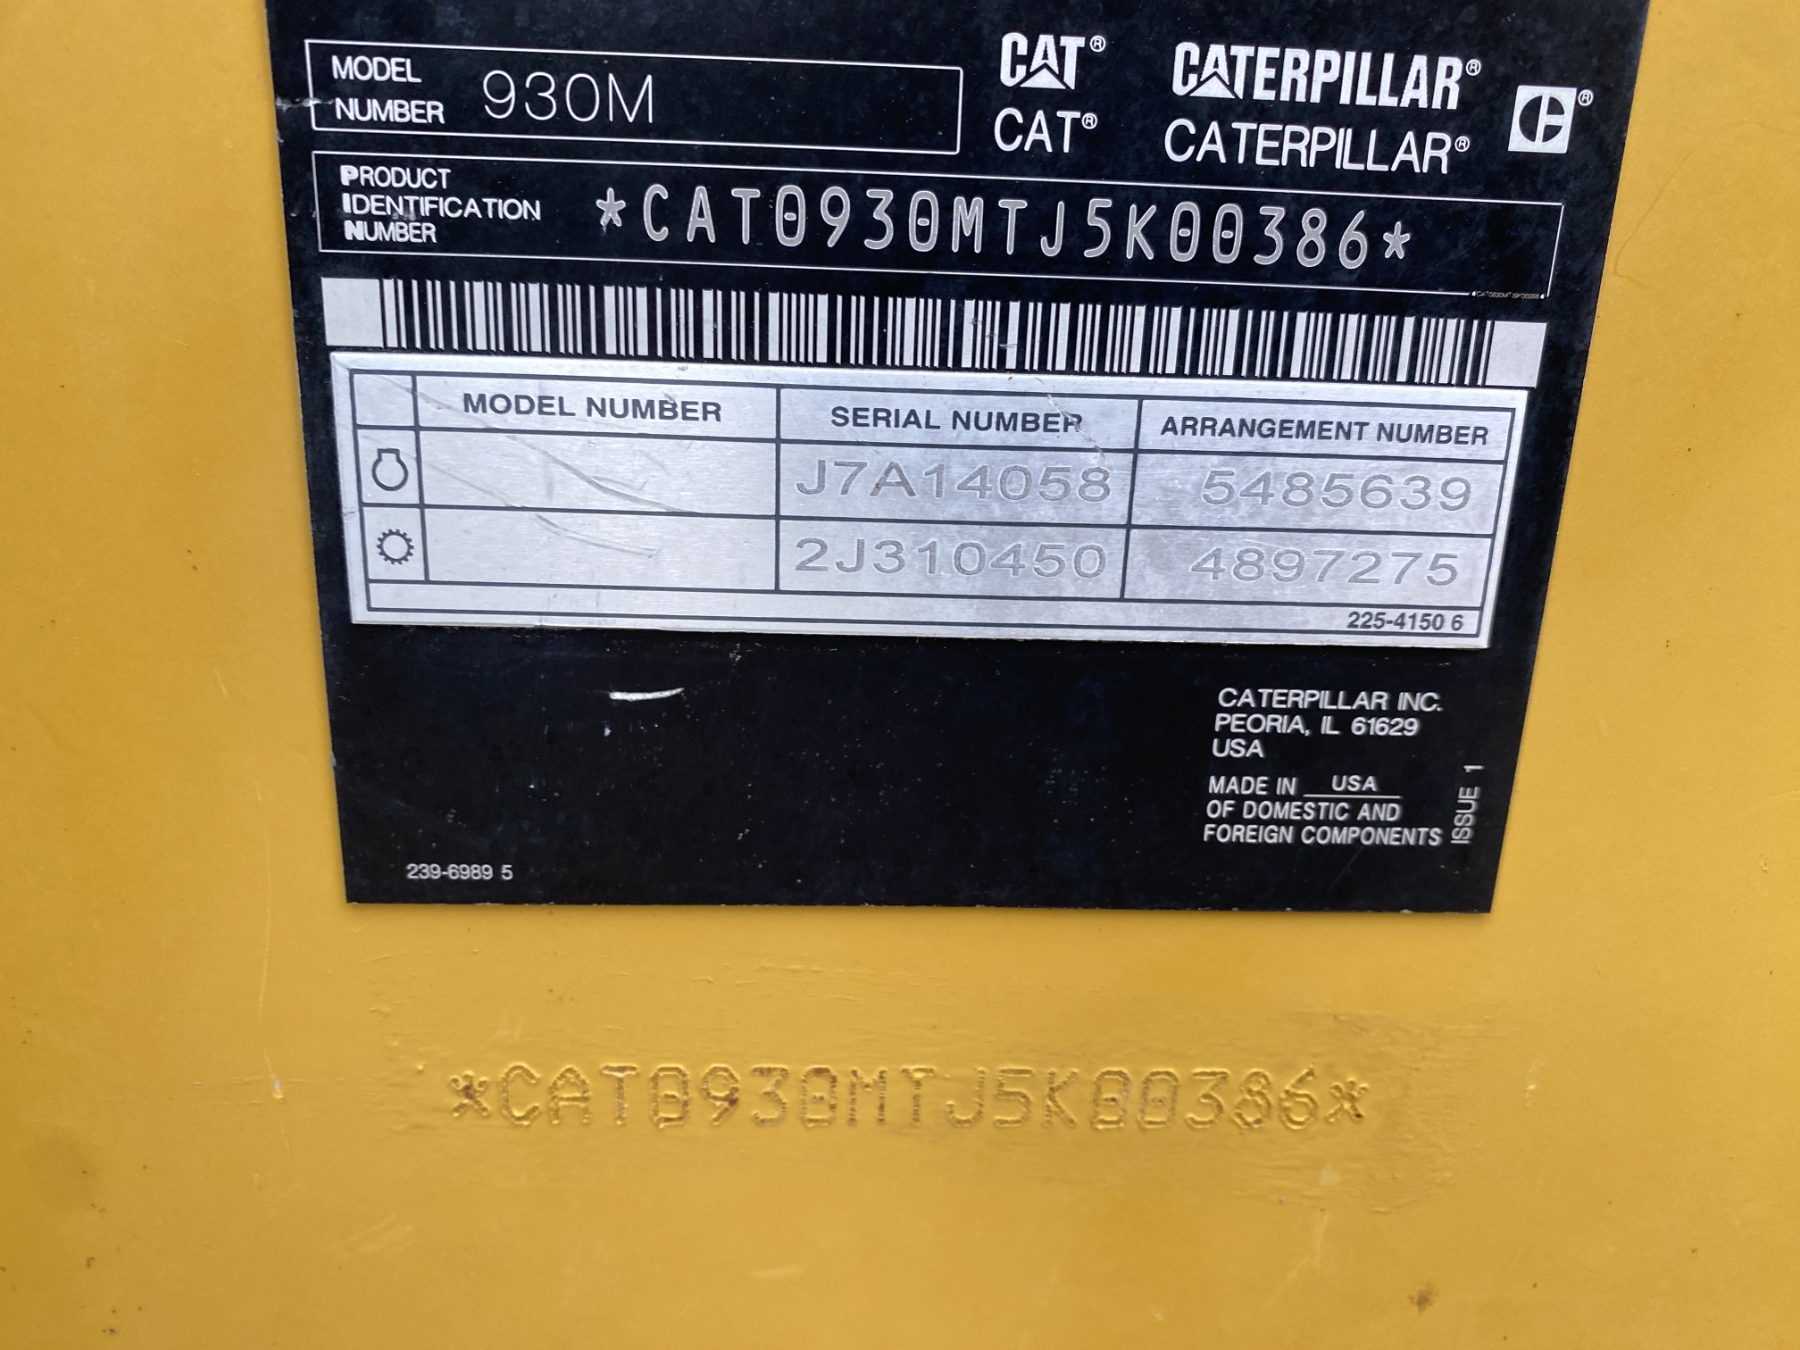 MODEL NUMBER 930M
CAT® CATERPILLAR®
CAT® CATERPILLAR®
PRODUCT IDENTIFICATION NUMBER *CAT0930MTJ5K00386*
*CAT0930MTJ5K00386*
MODEL NUMBER SERIAL NUMBER ARRANGEMENT NUMBER
J7A14058 5485639
2J310450 4897275
225-4150 6
CATERPILLAR INC.
PEORIA, IL 61629
USA
MADE IN USA
OF DOMESTIC AND
FOREIGN COMPONENTS
ISSUE 1
239-6989 5
*CAT0930MTJ5K00386*